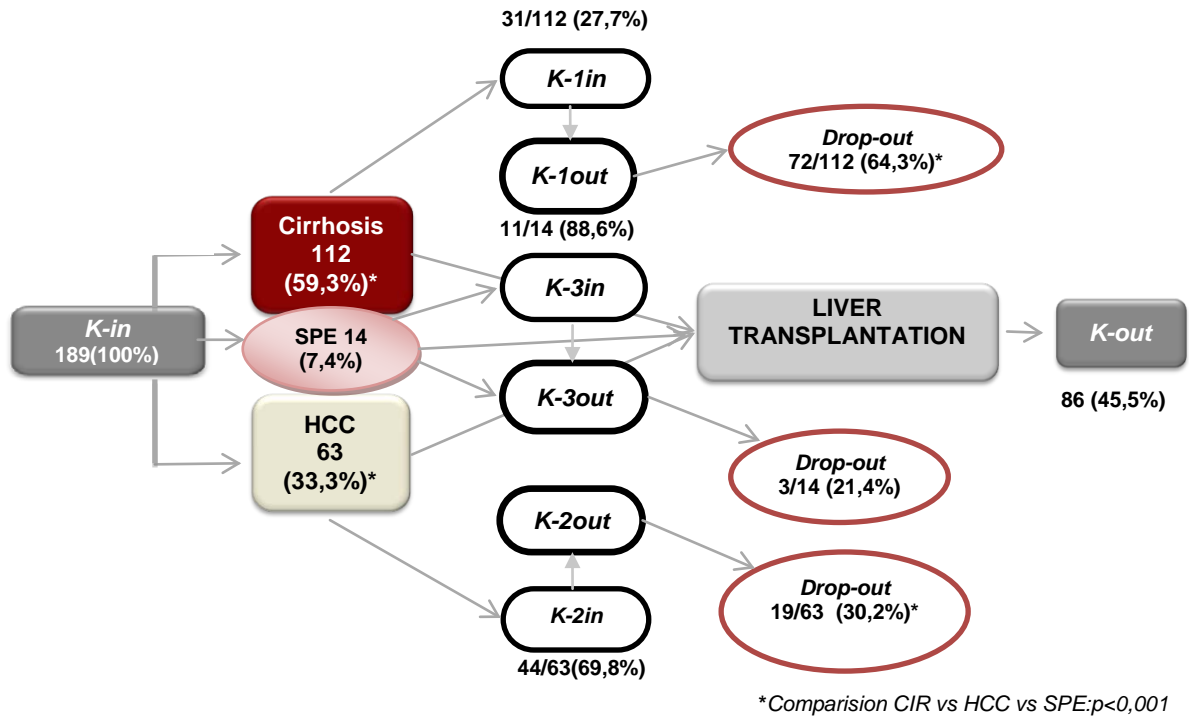 31/112 (27,7%)
K-1in
K-1out
11/14 (88,6%)
Drop-out
72/112 (64,3%)*
Cirrhosis
112
(59,3%)*
K-in
189(100%)
SPE 14
(7,4%)
HCC
63
(33,3%)*
K-3in
K-3out
LIVER
TRANSPLANTATION
K-out
86 (45,5%)
Drop-out
3/14 (21,4%)
K-2out
K-2in
44/63(69,8%)
Drop-out
19/63 (30,2%)*
*Comparision CIR vs HCC vs SPE:p<0,001